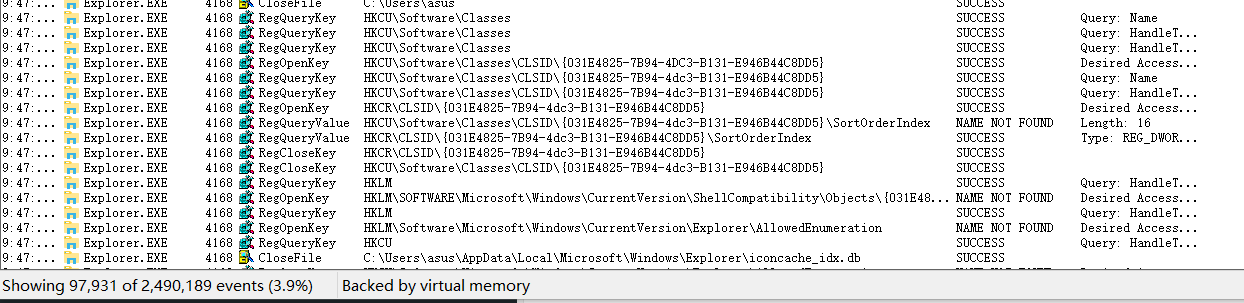 9:47:... Explorer.EXE 4168 CloseFile C:\Users\asus SUCCESS
9:47:... Explorer.EXE 4168 RegQueryKey HKCU\Software\Classes SUCCESS Query: Name
9:47:... Explorer.EXE 4168 RegQueryKey HKCU\Software\Classes SUCCESS Query: HandleT...
9:47:... Explorer.EXE 4168 RegQueryKey HKCU\Software\Classes SUCCESS Query: HandleT...
9:47:... Explorer.EXE 4168 RegOpenKey HKCU\Software\Classes\CLSID\{031E4825-7B94-4DC3-B131-E946B44C8DD5} SUCCESS Desired Access...
9:47:... Explorer.EXE 4168 RegQueryKey HKCU\Software\Classes\CLSID\{031E4825-7B94-4dc3-B131-E946B44C8DD5} SUCCESS Query: Name
9:47:... Explorer.EXE 4168 RegQueryKey HKCU\Software\Classes\CLSID\{031E4825-7B94-4dc3-B131-E946B44C8DD5} SUCCESS Query: HandleT...
9:47:... Explorer.EXE 4168 RegOpenKey HKCR\CLSID\{031E4825-7B94-4dc3-B131-E946B44C8DD5} SUCCESS Desired Access...
9:47:... Explorer.EXE 4168 RegQueryValue HKCU\Software\Classes\CLSID\{031E4825-7B94-4dc3-B131-E946B44C8DD5}\SortOrderIndex NAME NOT FOUND Length: 16
9:47:... Explorer.EXE 4168 RegQueryValue HKCR\CLSID\{031E4825-7B94-4dc3-B131-E946B44C8DD5}\SortOrderIndex SUCCESS Type: REG_DWOR...
9:47:... Explorer.EXE 4168 RegCloseKey HKCR\CLSID\{031E4825-7B94-4dc3-B131-E946B44C8DD5} SUCCESS
9:47:... Explorer.EXE 4168 RegCloseKey HKCU\Software\Classes\CLSID\{031E4825-7B94-4dc3-B131-E946B44C8DD5} SUCCESS
9:47:... Explorer.EXE 4168 RegQueryKey HKLM SUCCESS Query: HandleT...
9:47:... Explorer.EXE 4168 RegOpenKey HKLM\SOFTWARE\Microsoft\Windows\CurrentVersion\ShellCompatibility\Objects\{031E48... NAME NOT FOUND Desired Access...
9:47:... Explorer.EXE 4168 RegQueryKey HKLM SUCCESS Query: HandleT...
9:47:... Explorer.EXE 4168 RegOpenKey HKLM\Software\Microsoft\Windows\CurrentVersion\Explorer\AllowedEnumeration NAME NOT FOUND Desired Access...
9:47:... Explorer.EXE 4168 RegQueryKey HKCU SUCCESS Query: HandleT...
9:47:... Explorer.EXE 4168 CloseFile C:\Users\asus\AppData\Local\Microsoft\Windows\Explorer\iconcache_idx.db SUCCESS
Showing 97,931 of 2,490,189 events (3.9%) Backed by virtual memory